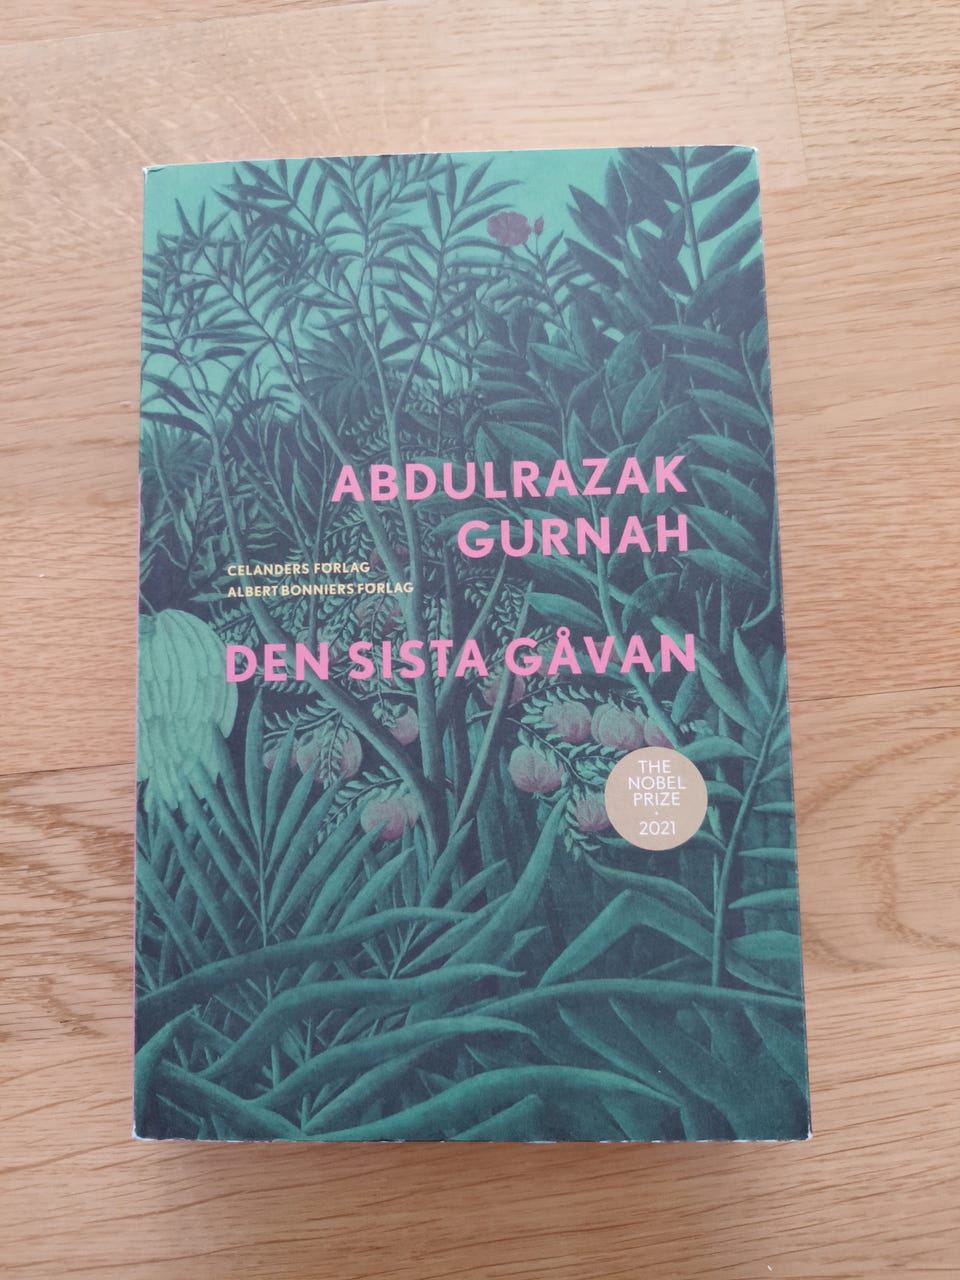 ABDULRAZAK
GURNAH
CELANDERS FÖRLAG
ALBERT BONNIERS FÖRLAG
DEN SISTA GÅVAN
THE
NOBEL
PRIZE
·
2021